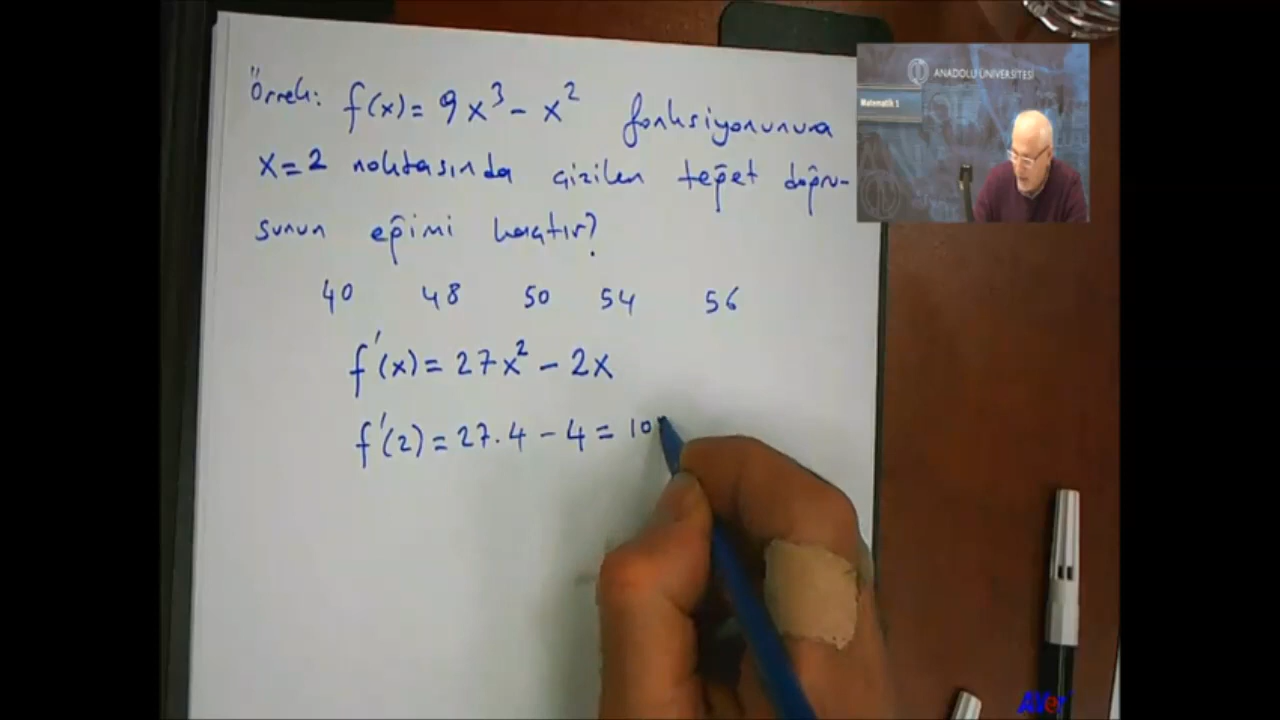 Örnek: f(x) = 9x³ - x² fonksiyonuna
x=2 noktasında çizilen teğet doğru-
sunun eğimi kaçtır?
40 48 50 54 56
f'(x) = 27x² - 2x
f'(2) = 27.4 - 4 = 10
ANADOLU ÜNİVERSİTESİ
Matematik 1
AVer